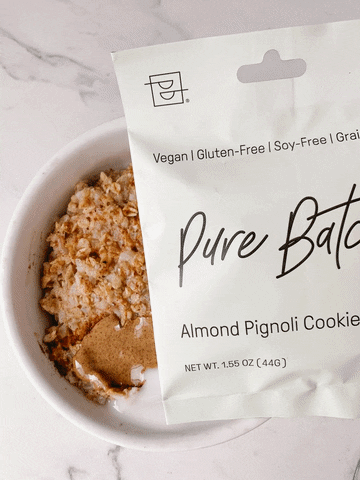 Vegan | Gluten-Free | Soy-Free | Grai
Pure Batc
Almond Pignoli Cookie
NET WT. 1.55 OZ (44G)